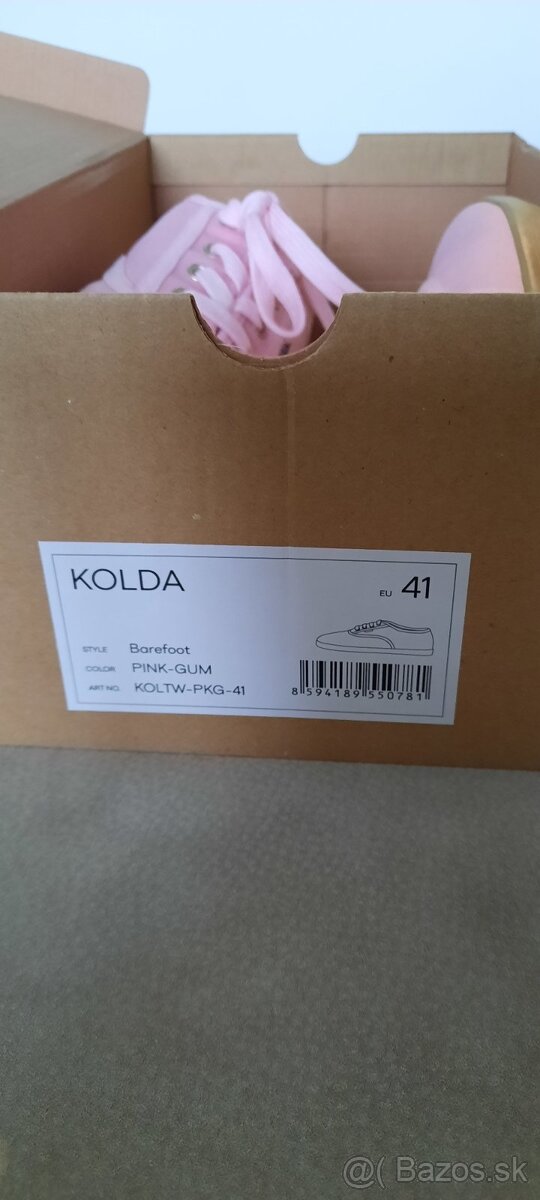 KOLDA
EU 41
STYLE Barefoot
COLOR PINK-GUM
ART NO. KOLTW-PKG-41
8 594189 550781
@( Bazos.sk